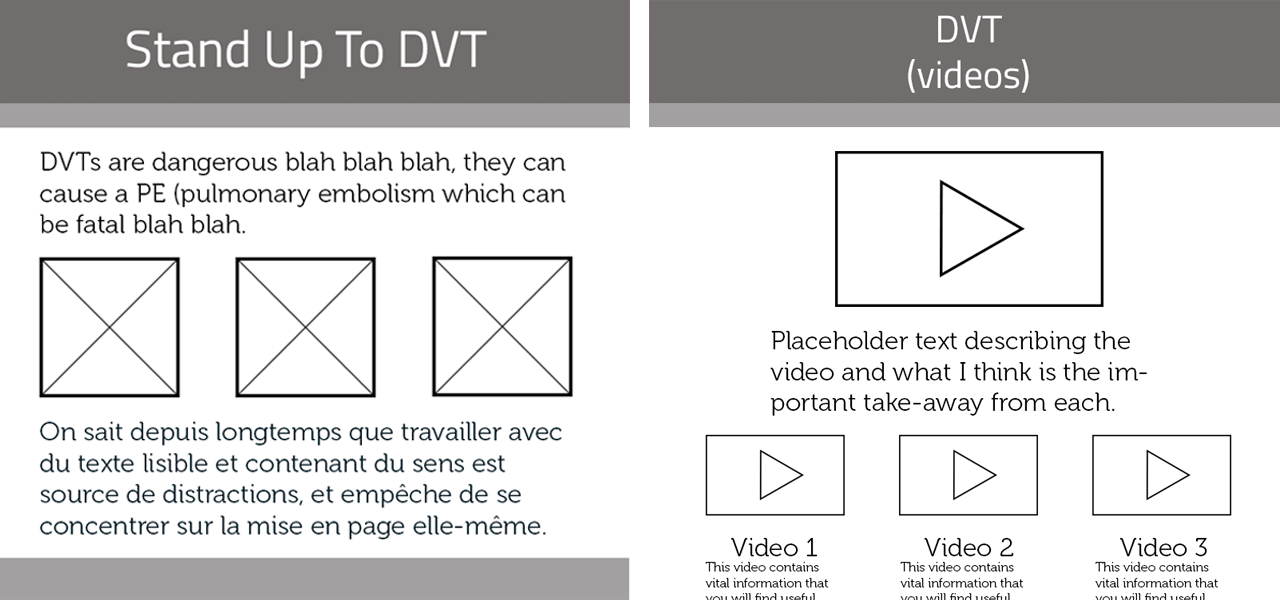 Stand Up To DVT
DVTs are dangerous blah blah blah, they can
cause a PE (pulmonary embolism which can
be fatal blah blah.
On sait depuis longtemps que travailler avec
du texte lisible et contenant du sens est
source de distractions, et empêche de se
concentrer sur la mise en page elle-même.
DVT
(videos)
Placeholder text describing the
video and what I think is the im-
portant take-away from each.
Video 1
This video contains
vital information that
you will find useful
Video 2
This video contains
vital information that
you will find useful
Video 3
This video contains
vital information that
you will find useful